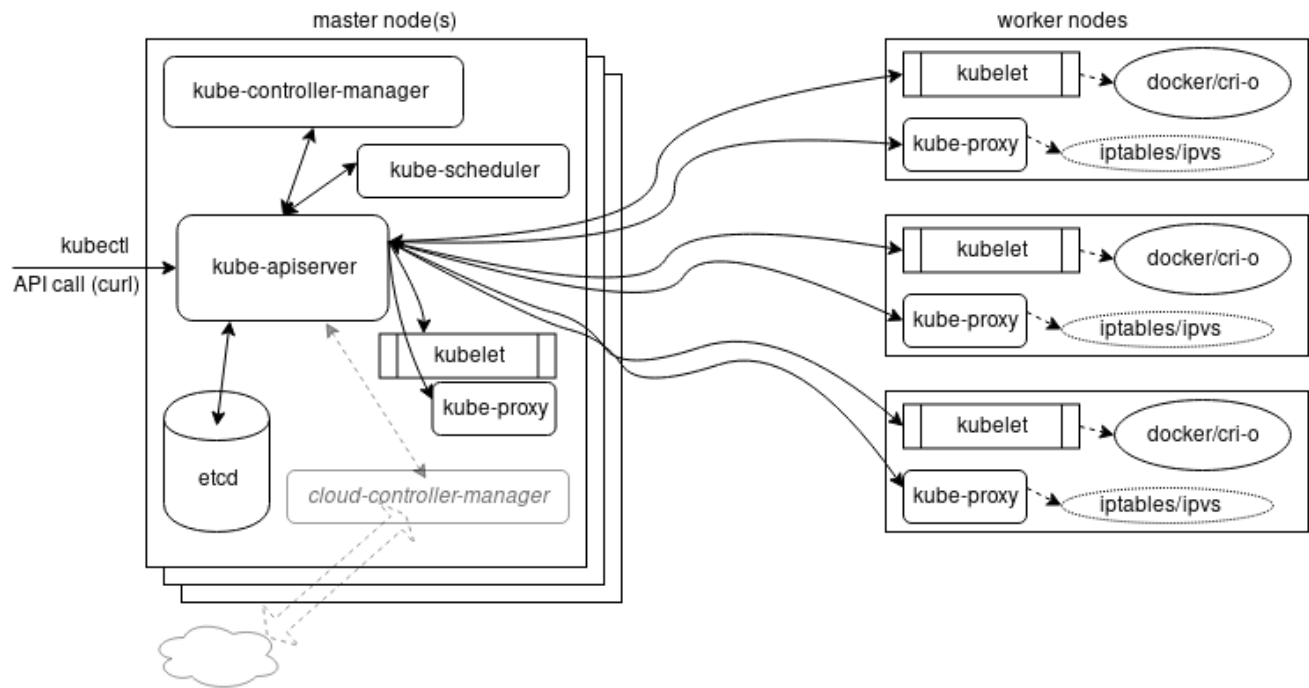 master node(s)
worker nodes
kube-controller-manager
kube-scheduler
kubectl
API call (curl)
kube-apiserver
kubelet
kube-proxy
etcd
cloud-controller-manager
kubelet
docker/cri-o
kube-proxy
iptables/ipvs
kubelet
docker/cri-o
kube-proxy
iptables/ipvs
kubelet
docker/cri-o
kube-proxy
iptables/ipvs